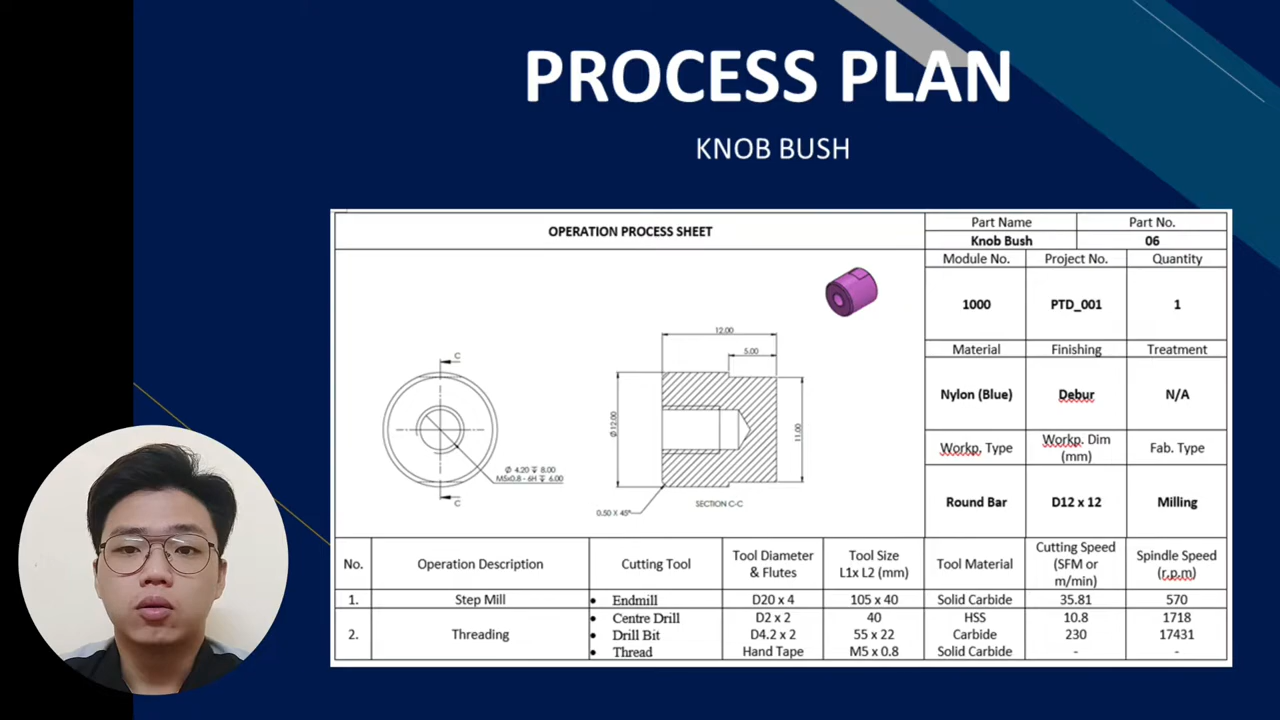 PROCESS PLAN
KNOB BUSH
OPERATION PROCESS SHEET
Part Name Part No.
Knob Bush 06
Module No. Project No. Quantity
1000 PTD_001 1
Material Finishing Treatment
Nylon (Blue) Debur N/A
Workp. Type Workp. Dim (mm) Fab. Type
Round Bar D12 x 12 Milling
12.00
5.00
C
Ø 12.00
11.00
Ø 4.20 ↧ 8.00
M5x0.8 - 6H ↧ 6.00
C
0.50 X 45°
SECTION C-C
No. Operation Description Cutting Tool Tool Diameter & Flutes Tool Size L1x L2 (mm) Tool Material Cutting Speed (SFM or m/min) Spindle Speed (r.p.m)
1. Step Mill • Endmill D20 x 4 105 x 40 Solid Carbide 35.81 570
2. Threading • Centre Drill D2 x 2 40 HSS 10.8 1718
• Drill Bit D4.2 x 2 55 x 22 Carbide 230 17431
• Thread Hand Tape M5 x 0.8 Solid Carbide - -